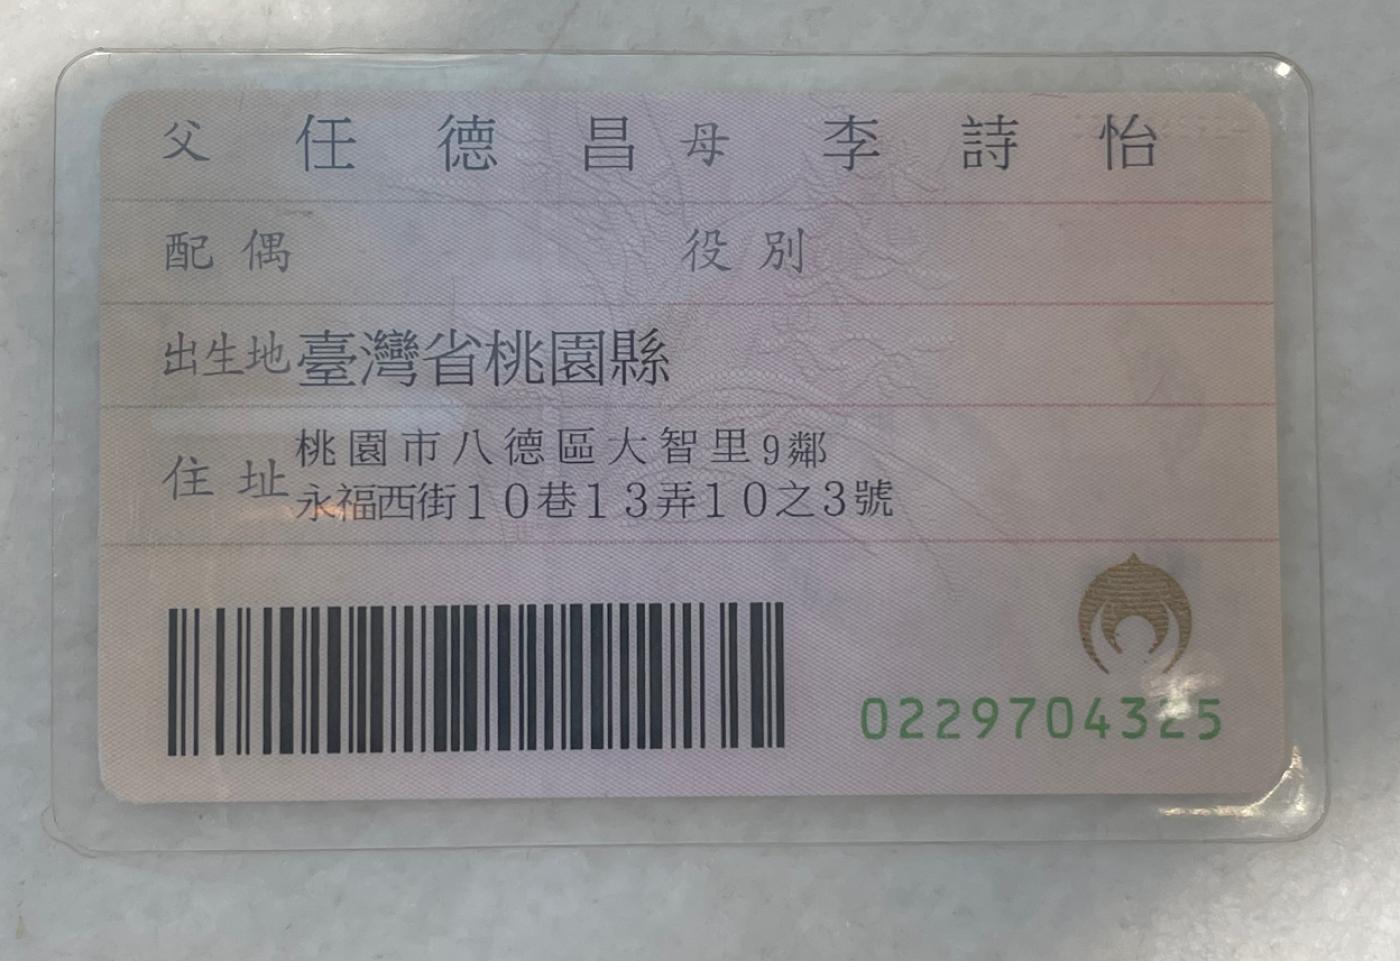 父 任德昌 母 李詩怡
配偶 役別
出生地 臺灣省桃園縣
住址 桃園市八德區大智里9鄰
永福西街10巷13弄10之3號
0229704325